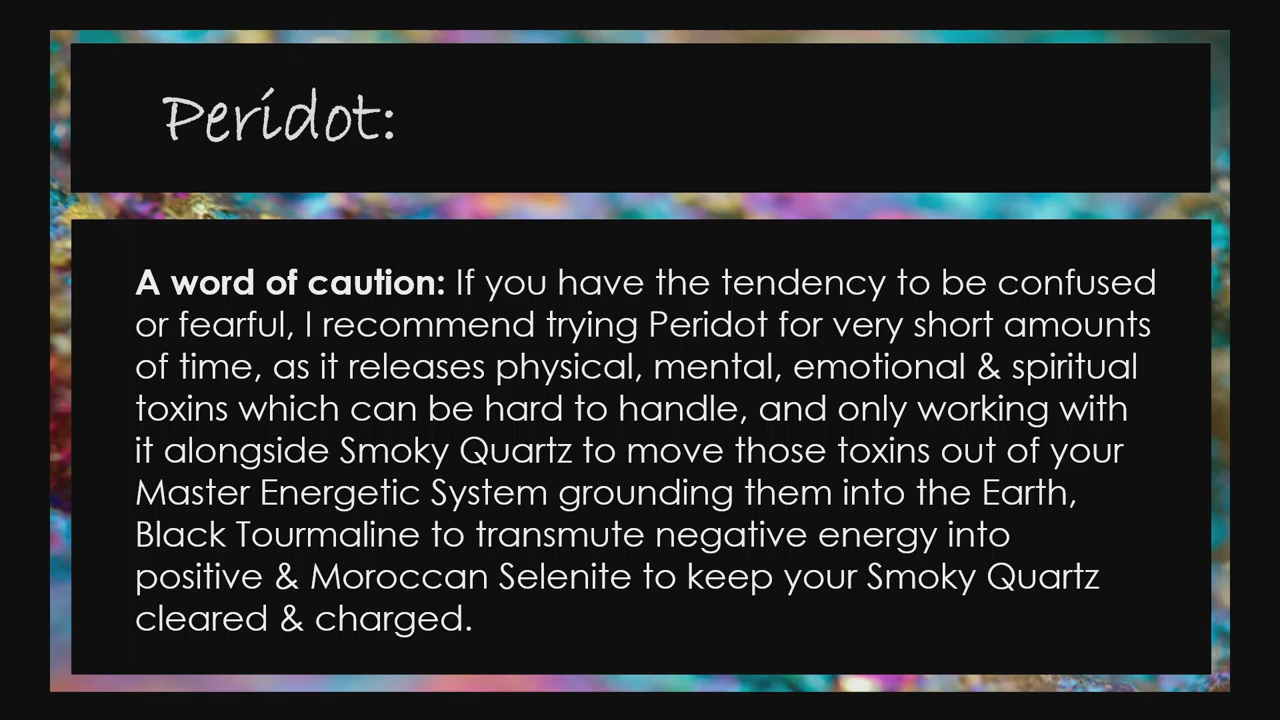 Peridot:
A word of caution: If you have the tendency to be confused
or fearful, I recommend trying Peridot for very short amounts
of time, as it releases physical, mental, emotional & spiritual
toxins which can be hard to handle, and only working with
it alongside Smoky Quartz to move those toxins out of your
Master Energetic System grounding them into the Earth,
Black Tourmaline to transmute negative energy into
positive & Moroccan Selenite to keep your Smoky Quartz
cleared & charged.